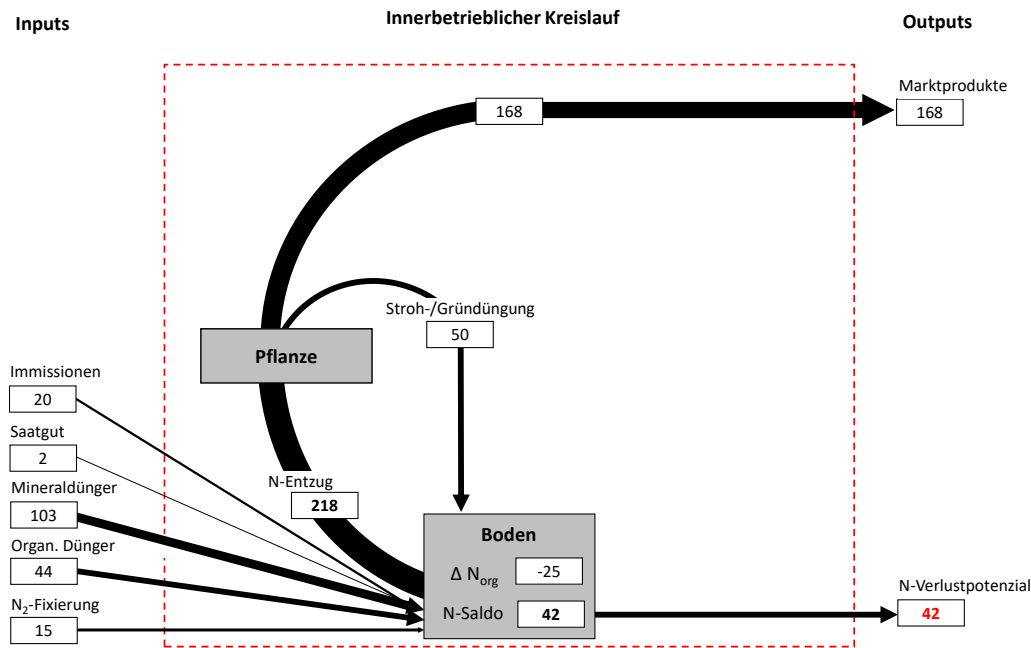 Inputs
Innerbetrieblicher Kreislauf
Outputs
Marktprodukte
168
168
Stroh-/Gründüngung
50
Pflanze
Immissionen
20
Saatgut
2
Mineraldünger
103
Organ. Dünger
44
N2-Fixierung
15
N-Entzug
218
Boden
Δ Norg
-25
N-Saldo
42
N-Verlustpotenzial
42